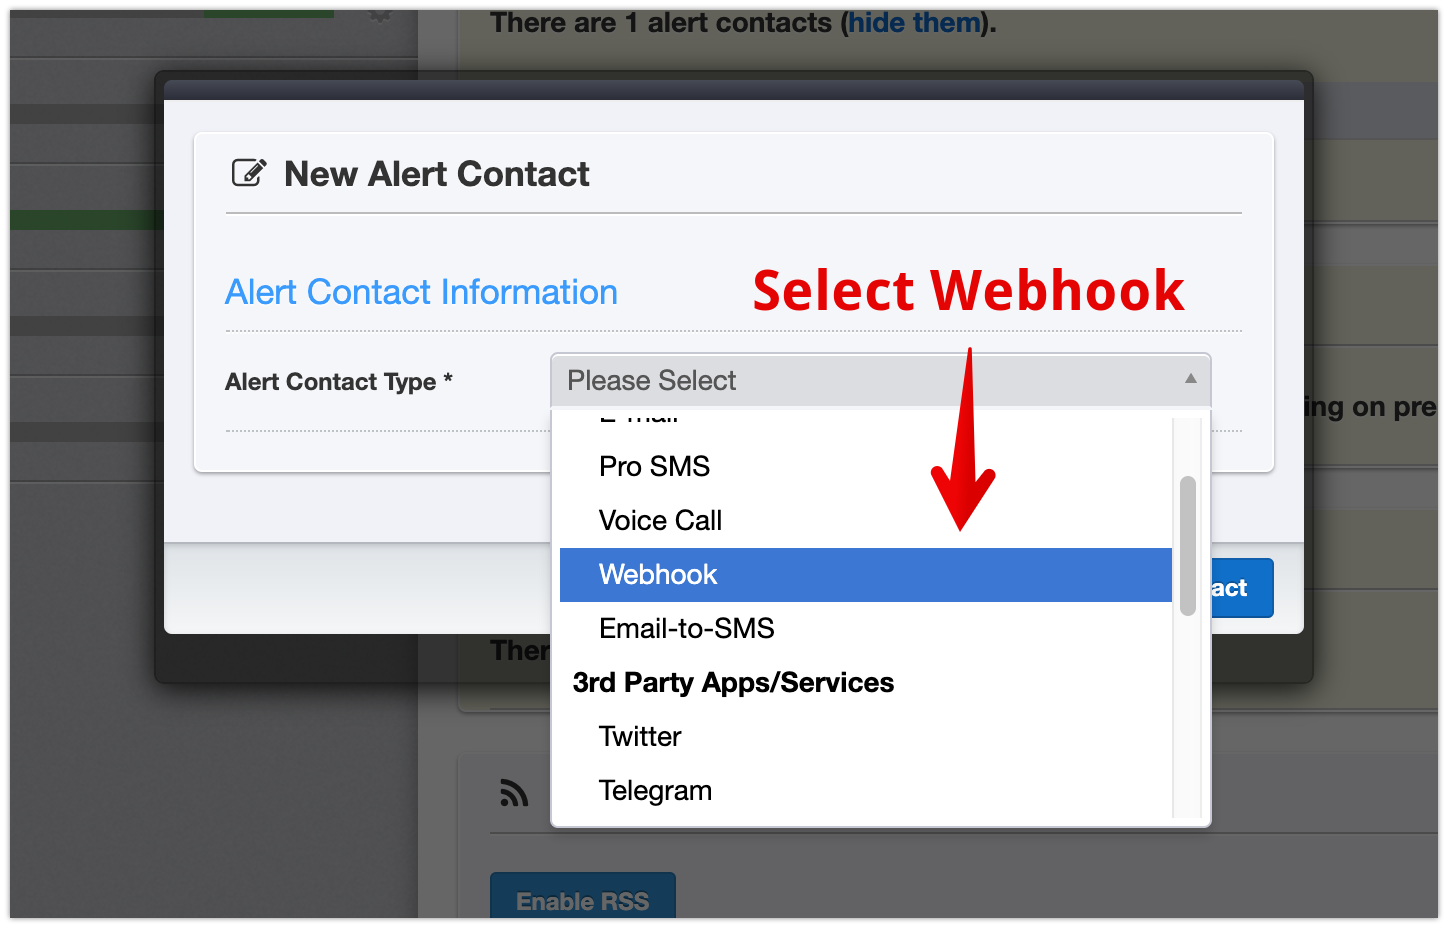 There are 1 alert contacts (hide them).
New Alert Contact
Alert Contact Information
Select Webhook
Alert Contact Type *
Please Select
ing on pre
E-mail
Pro SMS
Voice Call
Webhook
act
Email-to-SMS
Ther
3rd Party Apps/Services
Twitter
Telegram
Enable RSS